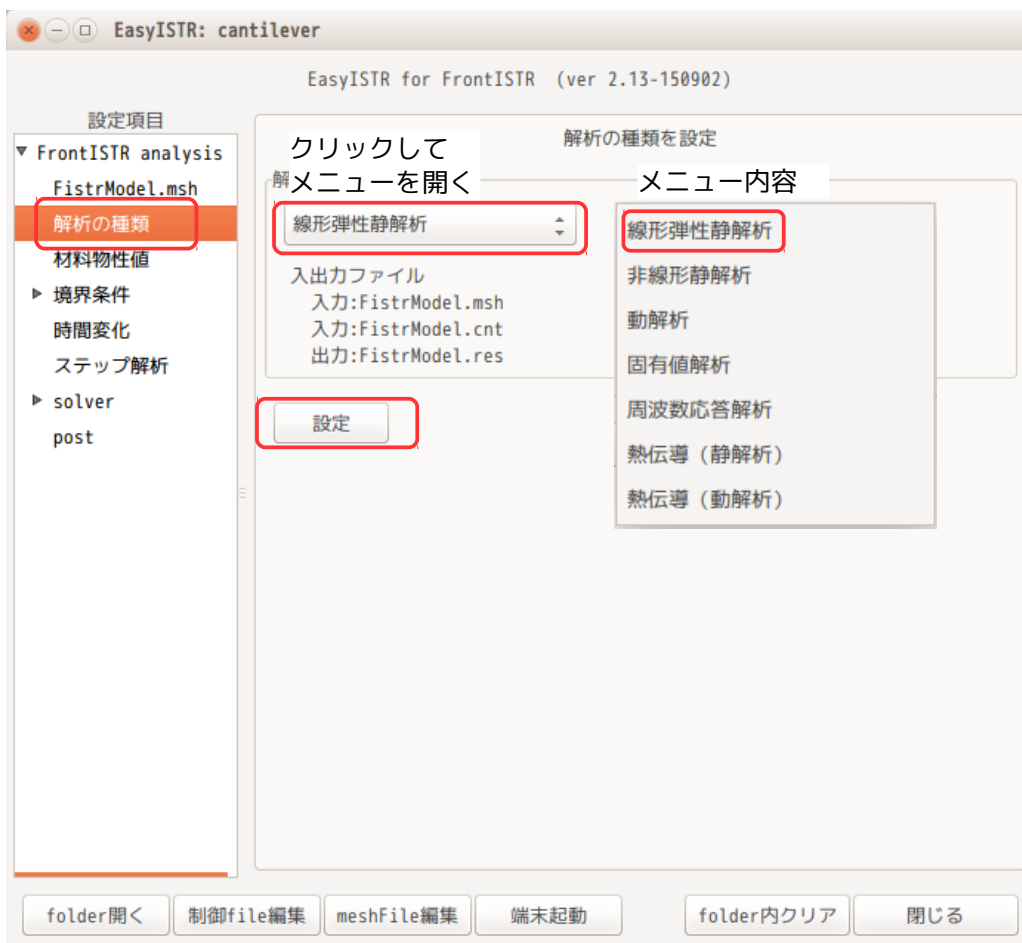 EasyISTR: cantilever
EasyISTR for FrontISTR (ver 2.13-150902)
設定項目
FrontISTR analysis
FistrModel.msh
解析の種類
材料物性値
境界条件
時間変化
ステップ解析
solver
post
解析の種類を設定
クリックして
メニューを開く
解
線形弾性静解析
入出力ファイル
入力:FistrModel.msh
入力:FistrModel.cnt
出力:FistrModel.res
設定
メニュー内容
線形弾性静解析
非線形静解析
動解析
固有値解析
周波数応答解析
熱伝導（静解析）
熱伝導（動解析）
folder開く
制御file編集
meshFile編集
端末起動
folder内クリア
閉じる